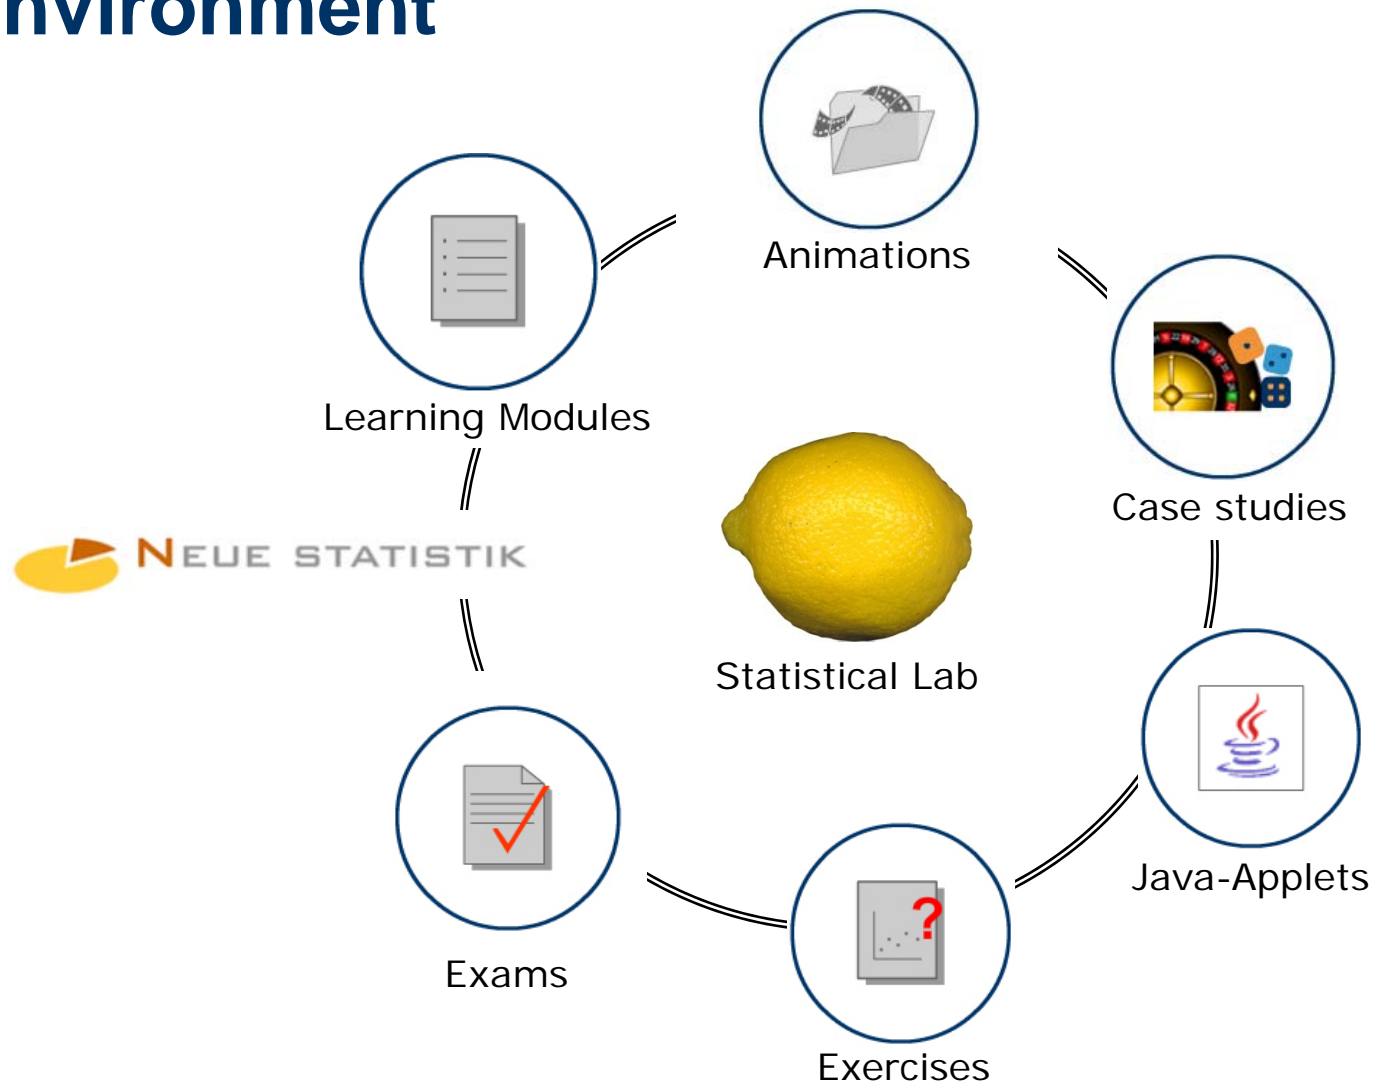 nvironment
Animations
Learning Modules
Case studies
NEUE STATISTIK
Statistical Lab
Java-Applets
Exams
?
Exercises